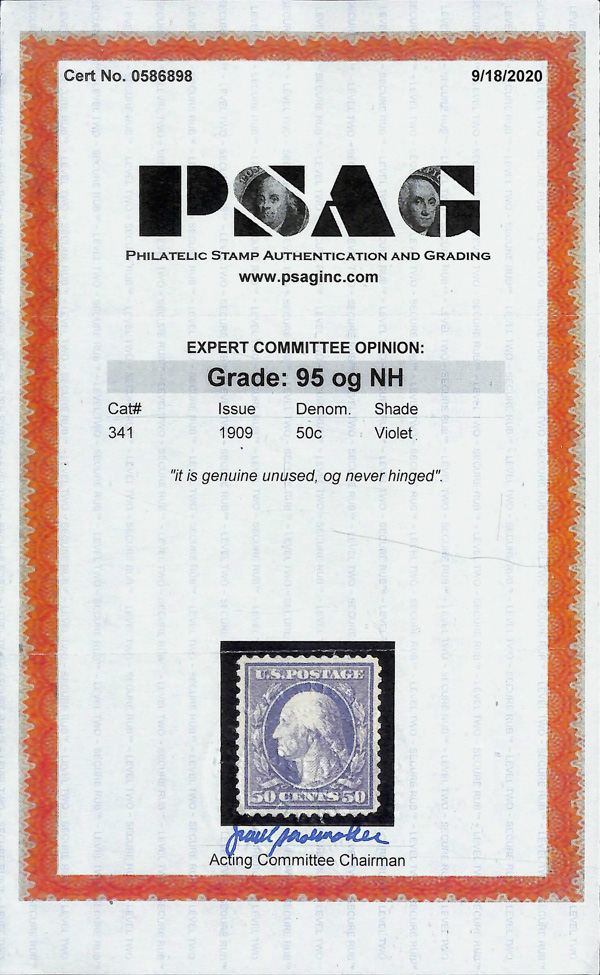 Cert No. 0586898 9/18/2020
PSAG
PHILATELIC STAMP AUTHENTICATION AND GRADING
www.psaginc.com
EXPERT COMMITTEE OPINION:
Grade: 95 og NH
Cat# Issue Denom. Shade
341 1909 50c Violet
"it is genuine unused, og never hinged".
U.S.POSTAGE
50 CENTS 50
Acting Committee Chairman